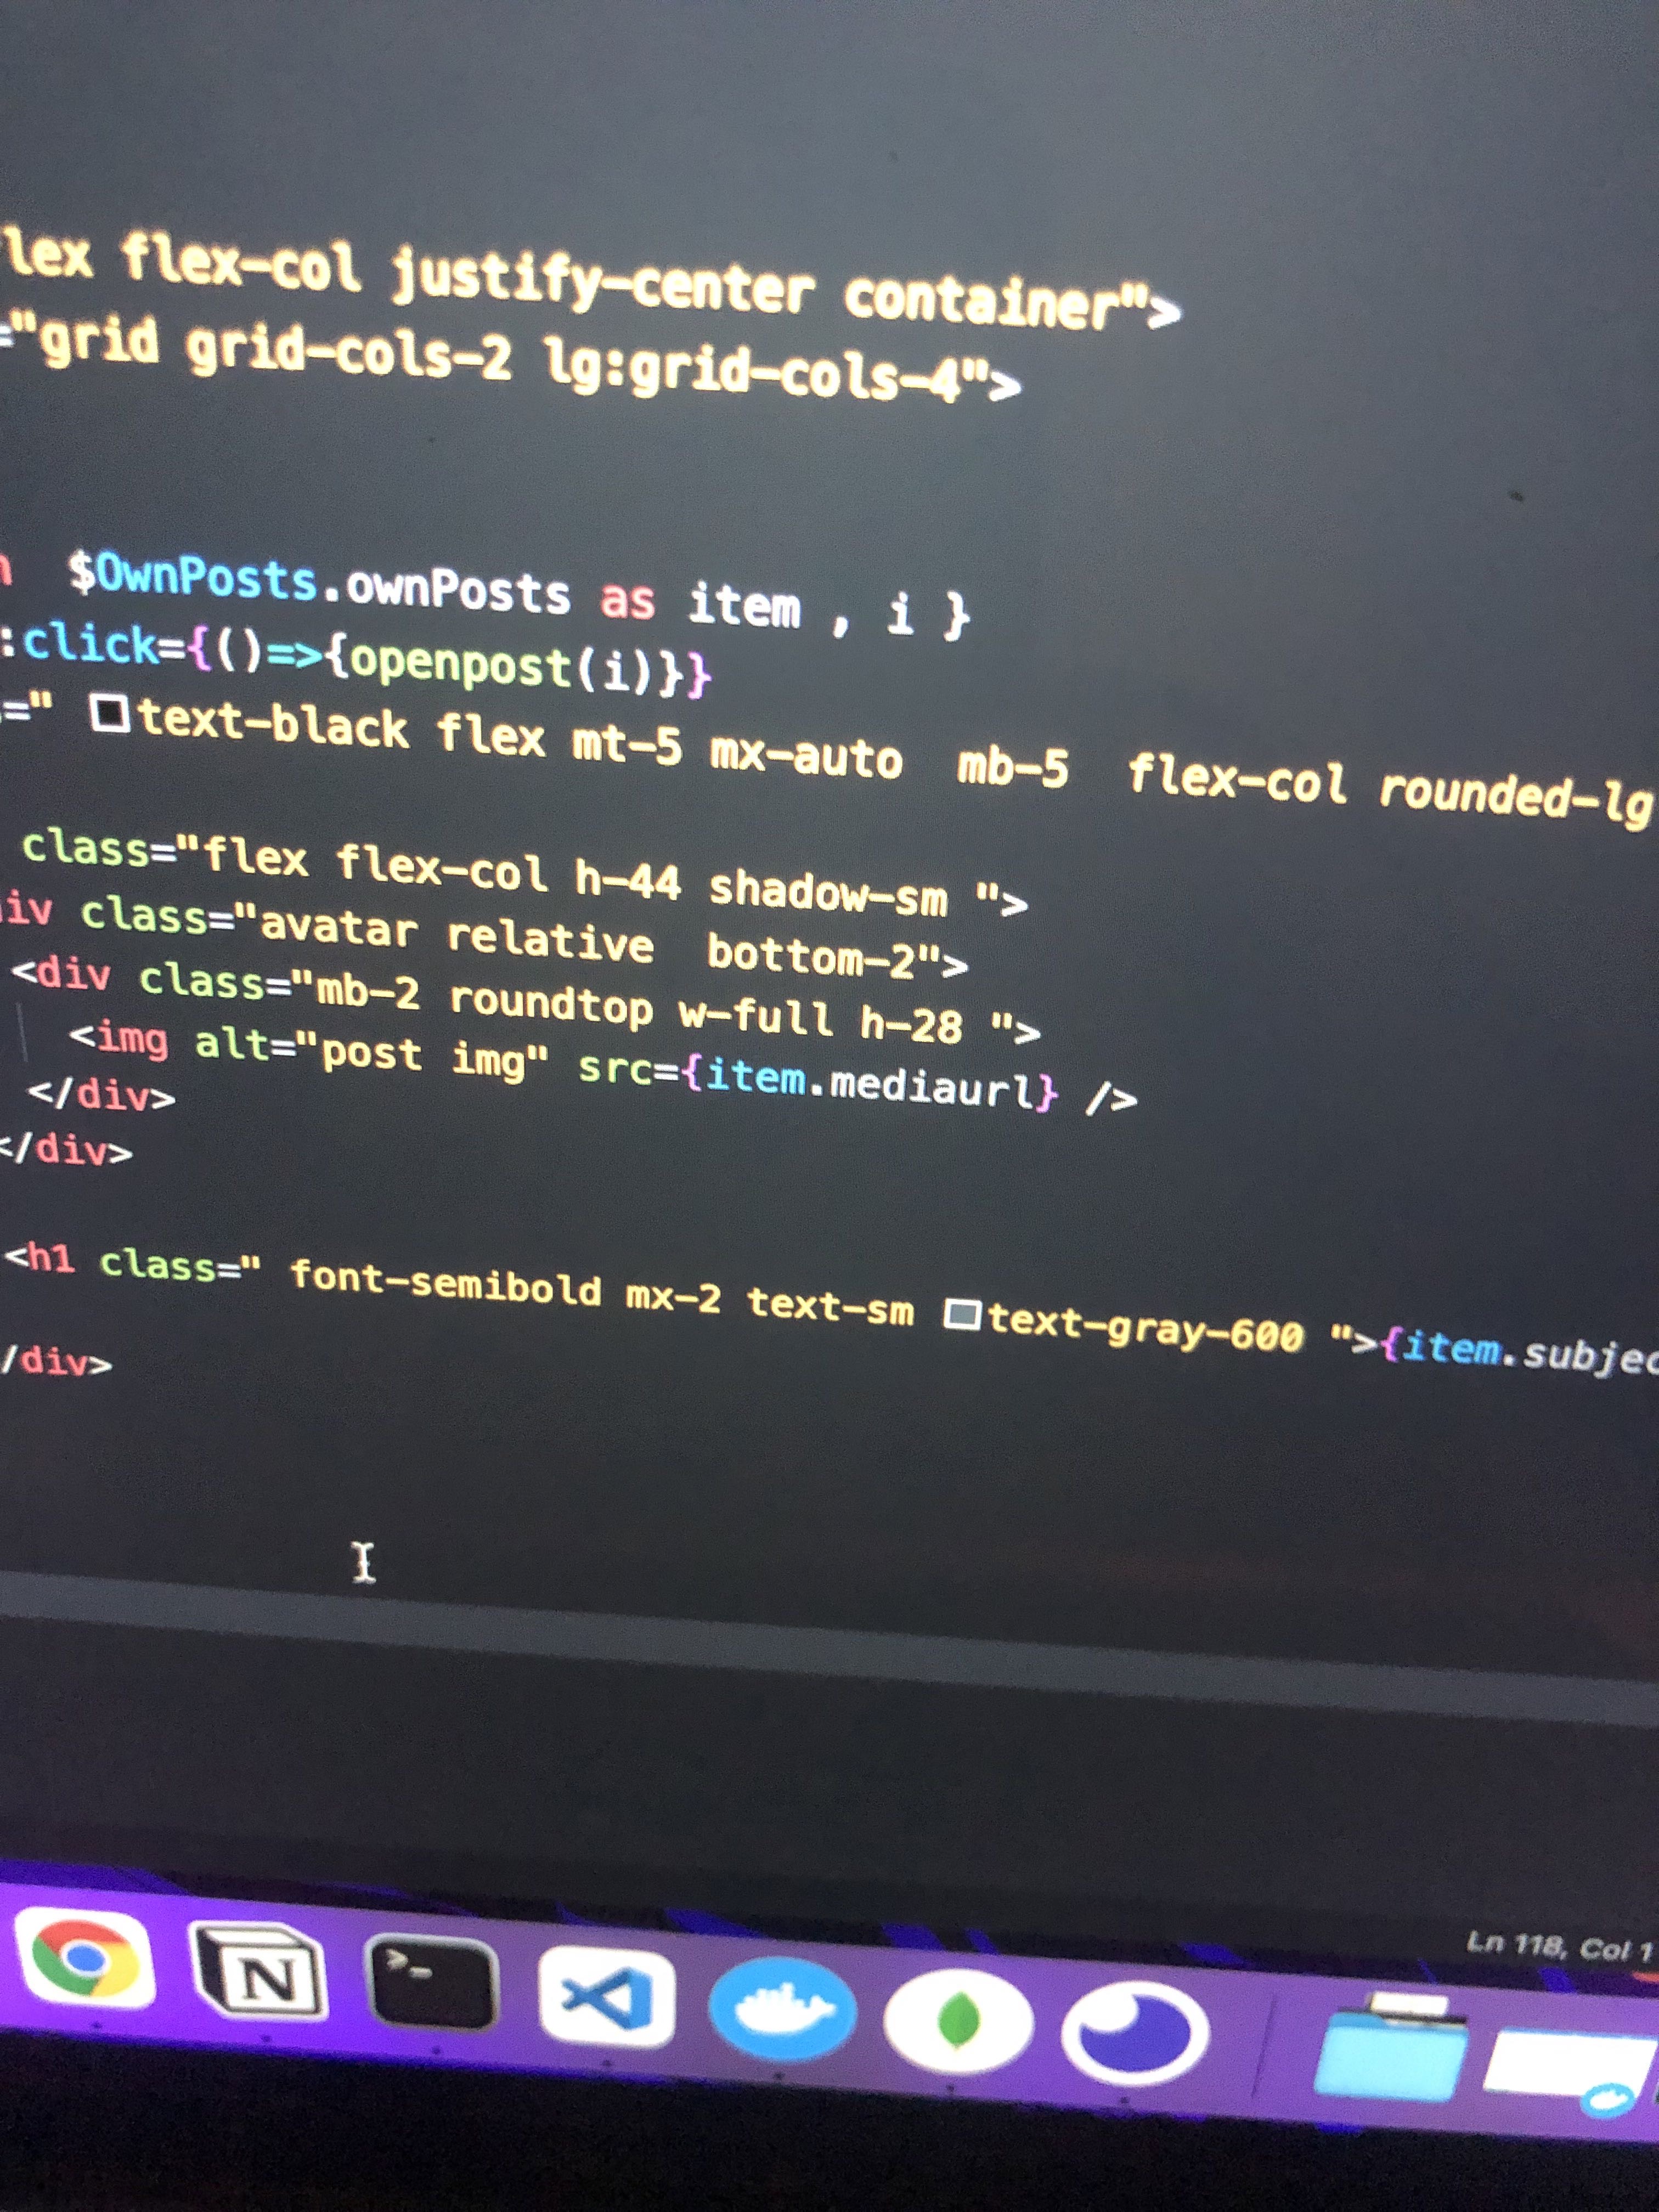 lex flex-col justify-center container">
="grid grid-cols-2 lg:grid-cols-4">
$OwnPosts.ownPosts as item , i }
:click={()=>{openpost(i)}}
=" text-black flex mt-5 mx-auto  mb-5  flex-col rounded-lg
class="flex flex-col h-44 shadow-sm ">
iv class="avatar relative  bottom-2">
<div class="mb-2 roundtop w-full h-28 ">
<img alt="post img" src={item.mediaurl} />
</div>
</div>
<h1 class=" font-semibold mx-2 text-sm text-gray-600 ">{item.subjec
/div>
Ln 118, Col 1
N
>_